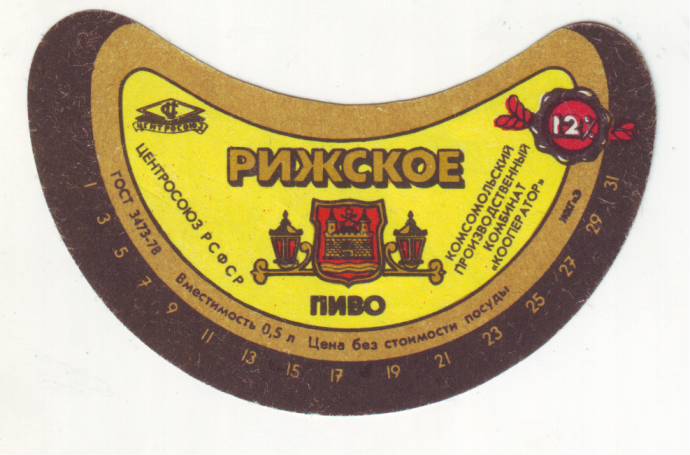 ЦЕНТРОСОЮЗ
12%
РИЖСКОЕ
ПИВО
ЦЕНТРОСОЮЗ РСФСР
КОМСОМОЛЬСКИЙ
ПРОИЗВОДСТВЕННЫЙ
КОМБИНАТ
«КООПЕРАТОР»
ГОСТ 3473-78
Вместимость 0,5 л Цена без стоимости посуды
1 3 5 7 9 11 13 15 17 19 21 23 25 27 29 31